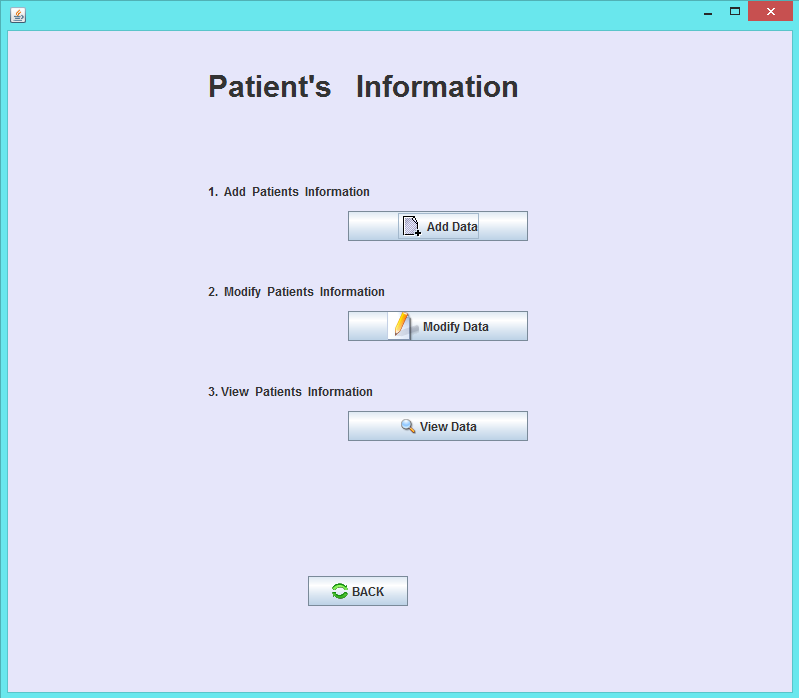 Patient's Information
1. Add Patients Information
Add Data
2. Modify Patients Information
Modify Data
3. View Patients Information
View Data
BACK